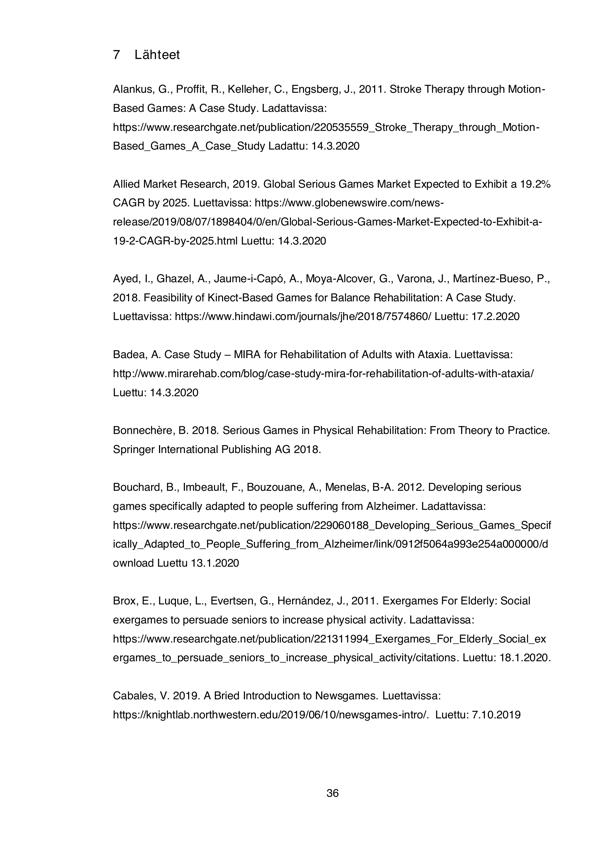 7 Lähteet
Alankus, G., Proffit, R., Kelleher, C., Engsberg, J., 2011. Stroke Therapy through Motion-
Based Games: A Case Study. Ladattavissa:
https://www.researchgate.net/publication/220535559_Stroke_Therapy_through_Motion-
Based_Games_A_Case_Study Ladattu: 14.3.2020
Allied Market Research, 2019. Global Serious Games Market Expected to Exhibit a 19.2%
CAGR by 2025. Luettavissa: https://www.globenewswire.com/news-
release/2019/08/07/1898404/0/en/Global-Serious-Games-Market-Expected-to-Exhibit-a-
19-2-CAGR-by-2025.html Luettu: 14.3.2020
Ayed, I., Ghazel, A., Jaume-i-Capó, A., Moya-Alcover, G., Varona, J., Martínez-Bueso, P.,
2018. Feasibility of Kinect-Based Games for Balance Rehabilitation: A Case Study.
Luettavissa: https://www.hindawi.com/journals/jhe/2018/7574860/ Luettu: 17.2.2020
Badea, A. Case Study – MIRA for Rehabilitation of Adults with Ataxia. Luettavissa:
http://www.mirarehab.com/blog/case-study-mira-for-rehabilitation-of-adults-with-ataxia/
Luettu: 14.3.2020
Bonnechère, B. 2018. Serious Games in Physical Rehabilitation: From Theory to Practice.
Springer International Publishing AG 2018.
Bouchard, B., Imbeault, F., Bouzouane, A., Menelas, B-A. 2012. Developing serious
games specifically adapted to people suffering from Alzheimer. Ladattavissa:
https://www.researchgate.net/publication/229060188_Developing_Serious_Games_Specif
ically_Adapted_to_People_Suffering_from_Alzheimer/link/0912f5064a993e254a000000/d
ownload Luettu 13.1.2020
Brox, E., Luque, L., Evertsen, G., Hernández, J., 2011. Exergames For Elderly: Social
exergames to persuade seniors to increase physical activity. Ladattavissa:
https://www.researchgate.net/publication/221311994_Exergames_For_Elderly_Social_ex
ergames_to_persuade_seniors_to_increase_physical_activity/citations. Luettu: 18.1.2020.
Cabales, V. 2019. A Bried Introduction to Newsgames. Luettavissa:
https://knightlab.northwestern.edu/2019/06/10/newsgames-intro/. Luettu: 7.10.2019
36